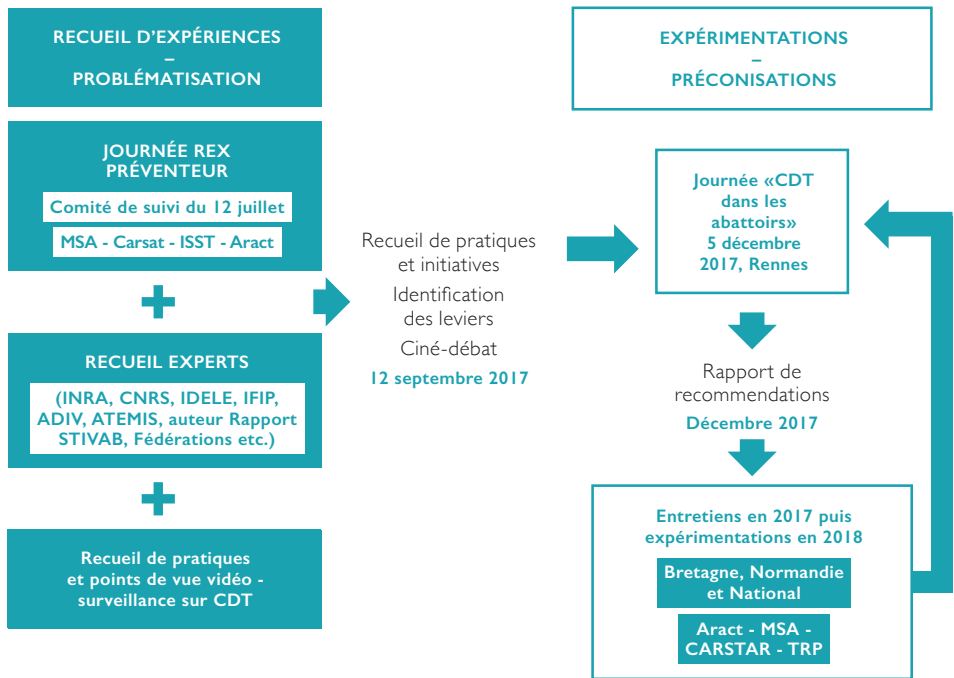 RECUEIL D’EXPÉRIENCES
–
PROBLÉMATISATION
JOURNÉE REX
PRÉVENTEUR
Comité de suivi du 12 juillet
MSA - Carsat - ISST - Aract
RECUEIL EXPERTS
(INRA, CNRS, IDELE, IFIP,
ADIV, ATEMIS, auteur Rapport
STIVAB, Fédérations etc.)
Recueil de pratiques
et points de vue vidéo -
surveillance sur CDT
Recueil de pratiques
et initiatives
Identification
des leviers
Ciné-débat
12 septembre 2017
EXPÉRIMENTATIONS
–
PRÉCONISATIONS
Journée «CDT
dans les
abattoirs»
5 décembre
2017, Rennes
Rapport de
recommendations
Décembre 2017
Entretiens en 2017 puis
expérimentations en 2018
Bretagne, Normandie
et National
Aract - MSA -
CARSTAR - TRP